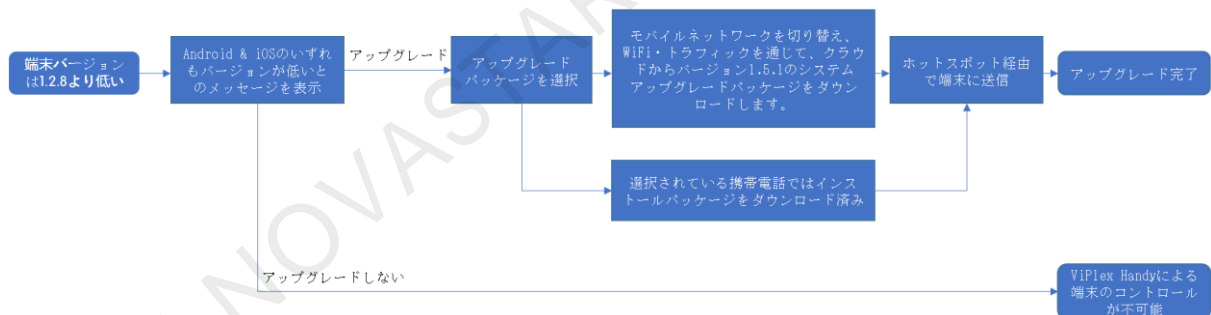 端末バージョン
は1.2.8より低い
Android & iOSのいずれ
もバージョンが低いと
のメッセージを表示
アップグレード
アップグレード
パッケージを選択
モバイルネットワークを切り替え、
WiFi・トラフィックを通じて、クラウ
ドからバージョン1.5.1のシステム
アップグレードパッケージをダウン
ロードします。
ホットスポット経由
で端末に送信
アップグレード完了
選択されている携帯電話ではインス
トールパッケージをダウンロード済み
アップグレードしない
ViPlex Handyによる
端末のコントロール
が不可能
NOVASTAR